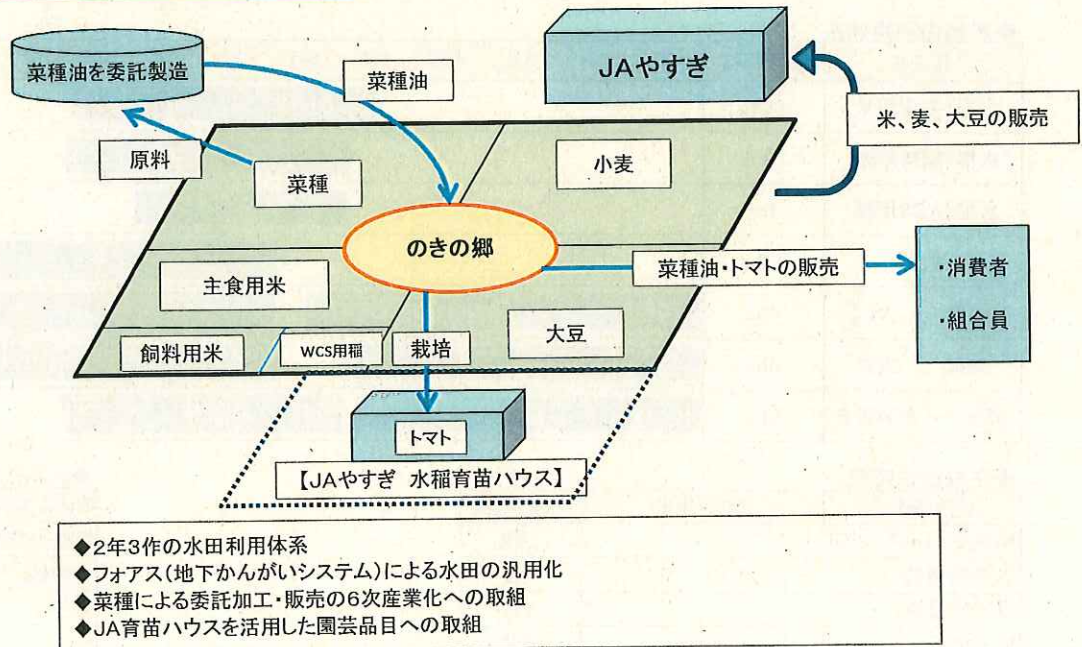 菜種油を委託製造
菜種油
JAやすぎ
米、麦、大豆の販売
原料
菜種
小麦
のきの郷
主食用米
菜種油・トマトの販売
・消費者
・組合員
飼料用米
WCS用稲
栽培
大豆
トマト
【JAやすぎ 水稲育苗ハウス】
◆2年3作の水田利用体系
◆フォアス(地下かんがいシステム)による水田の汎用化
◆菜種による委託加工・販売の6次産業化への取組
◆JA育苗ハウスを活用した園芸品目への取組